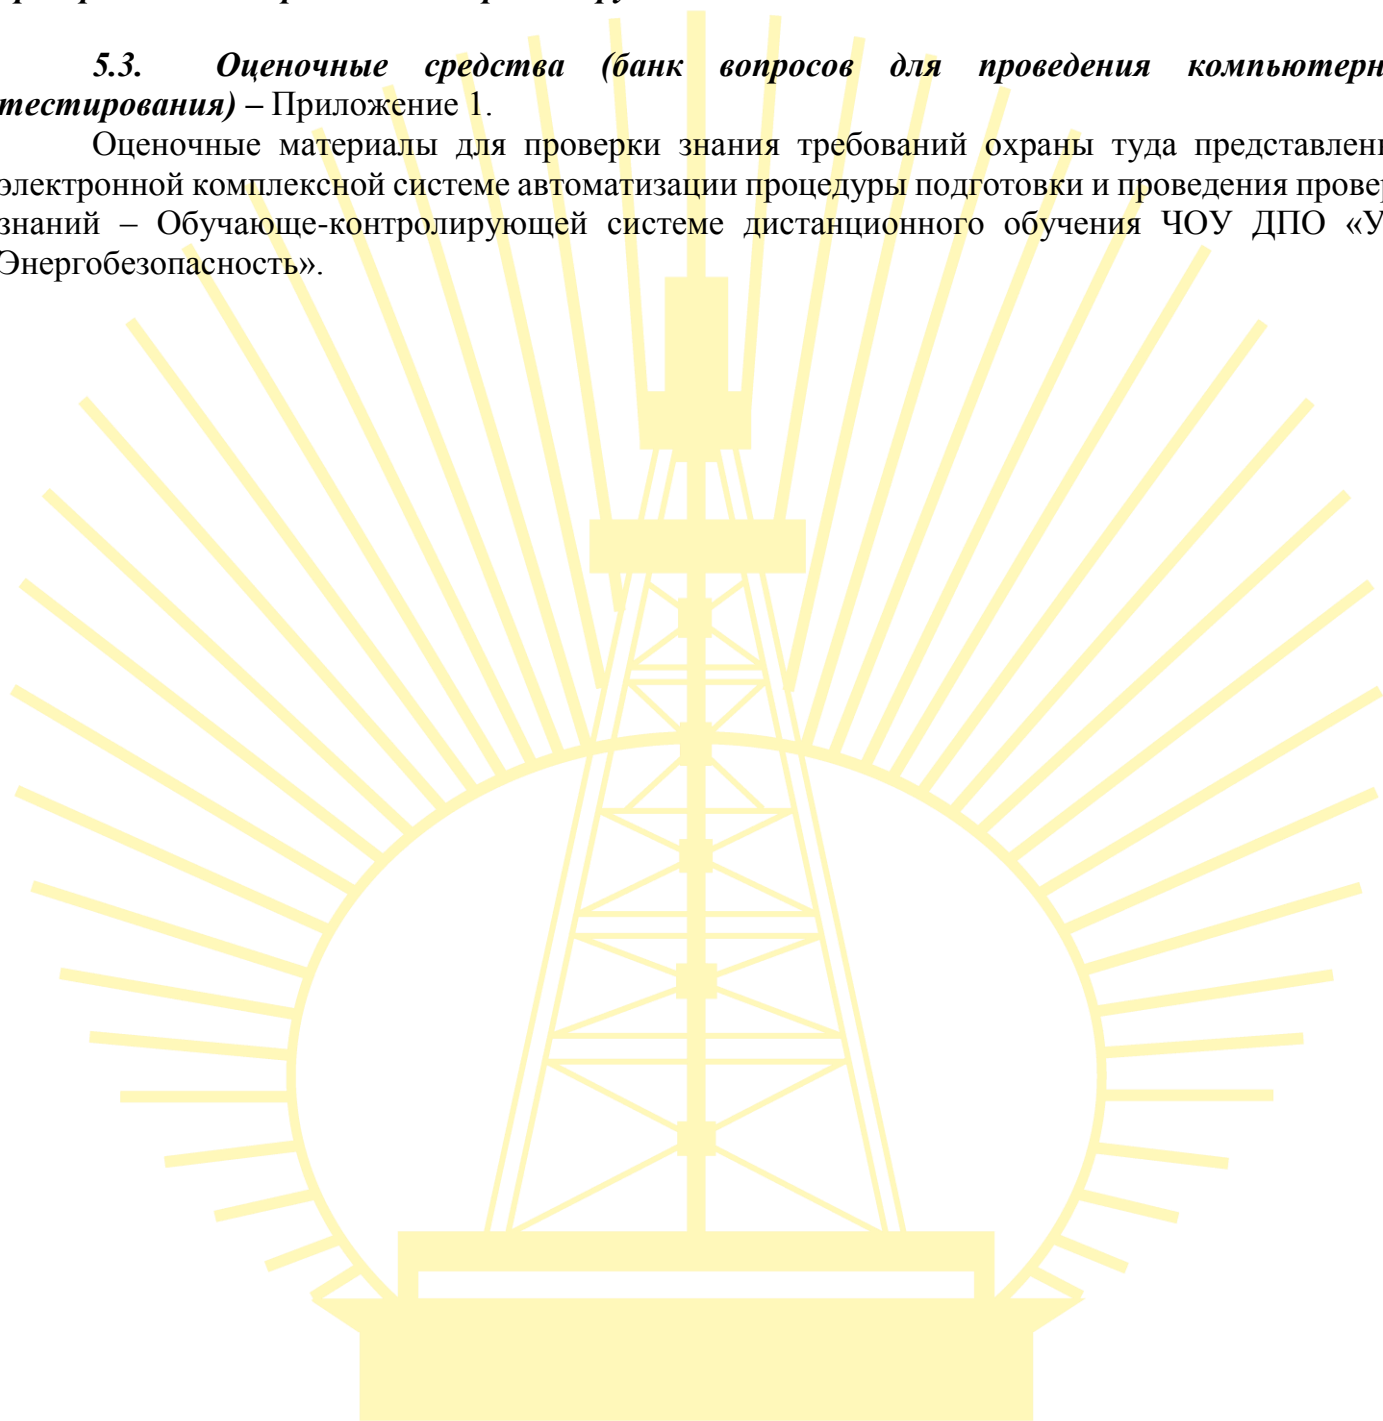 5.3. Оценочные средства (банк вопросов для проведения компьютерн
тестирования) – Приложение 1.
Оценочные материалы для проверки знания требований охраны туда представлен
электронной комплексной системе автоматизации процедуры подготовки и проведения провер
знаний – Обучающе-контролирующей системе дистанционного обучения ЧОУ ДПО «У
Энергобезопасность».